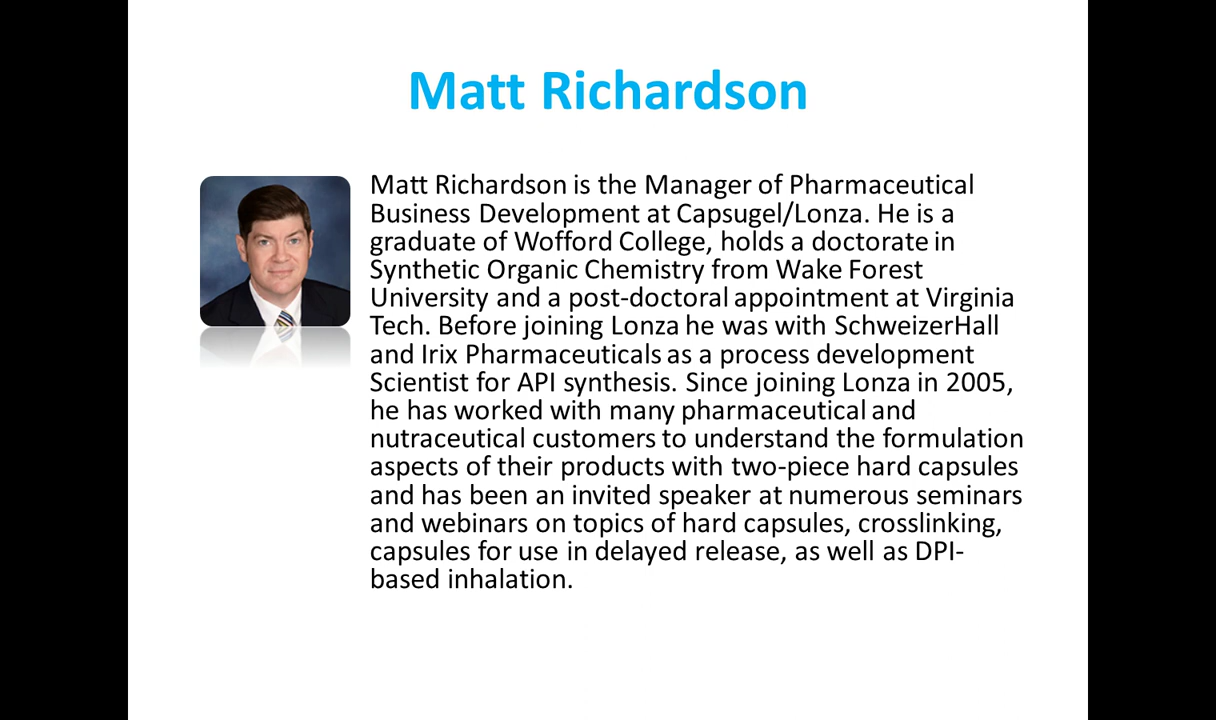 Matt Richardson
Matt Richardson is the Manager of Pharmaceutical
Business Development at Capsugel/Lonza. He is a
graduate of Wofford College, holds a doctorate in
Synthetic Organic Chemistry from Wake Forest
University and a post-doctoral appointment at Virginia
Tech. Before joining Lonza he was with SchweizerHall
and Irix Pharmaceuticals as a process development
Scientist for API synthesis. Since joining Lonza in 2005,
he has worked with many pharmaceutical and
nutraceutical customers to understand the formulation
aspects of their products with two-piece hard capsules
and has been an invited speaker at numerous seminars
and webinars on topics of hard capsules, crosslinking,
capsules for use in delayed release, as well as DPI-
based inhalation.